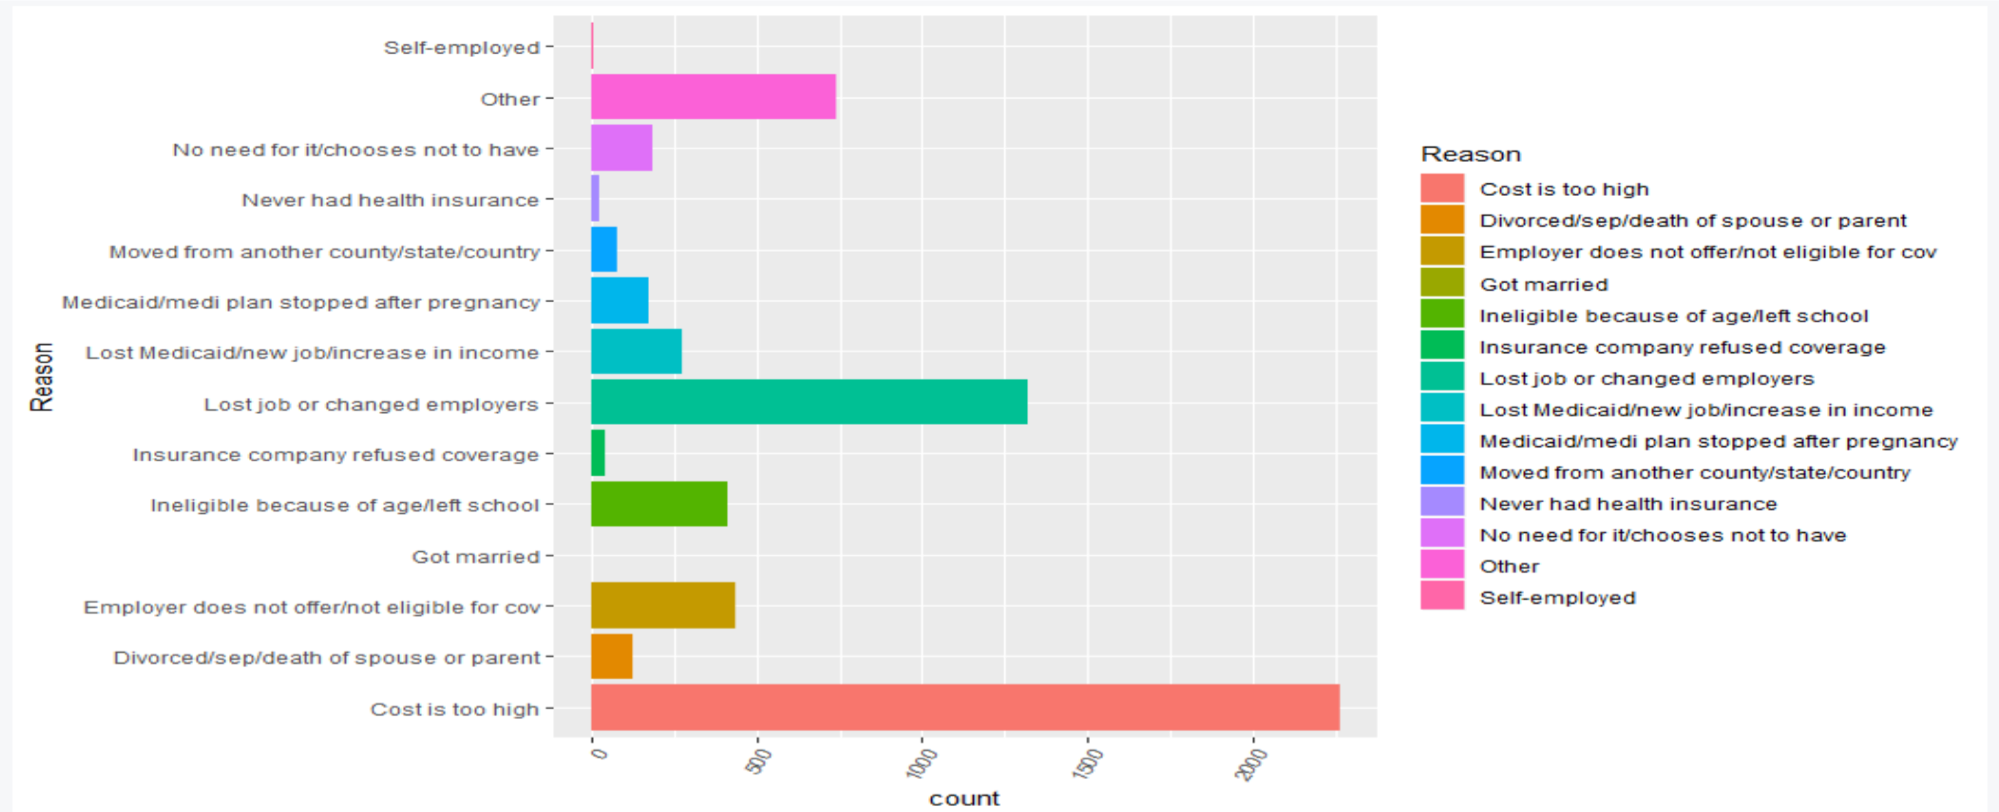 Self-employed
Other
No need for it/chooses not to have
Never had health insurance
Moved from another county/state/country
Medicaid/medi plan stopped after pregnancy
Lost Medicaid/new job/increase in income
Lost job or changed employers
Insurance company refused coverage
Ineligible because of age/left school
Got married
Employer does not offer/not eligible for cov
Divorced/sep/death of spouse or parent
Cost is too high
Reason
0
500
1000
1500
2000
count
Reason
Cost is too high
Divorced/sep/death of spouse or parent
Employer does not offer/not eligible for cov
Got married
Ineligible because of age/left school
Insurance company refused coverage
Lost job or changed employers
Lost Medicaid/new job/increase in income
Medicaid/medi plan stopped after pregnancy
Moved from another county/state/country
Never had health insurance
No need for it/chooses not to have
Other
Self-employed